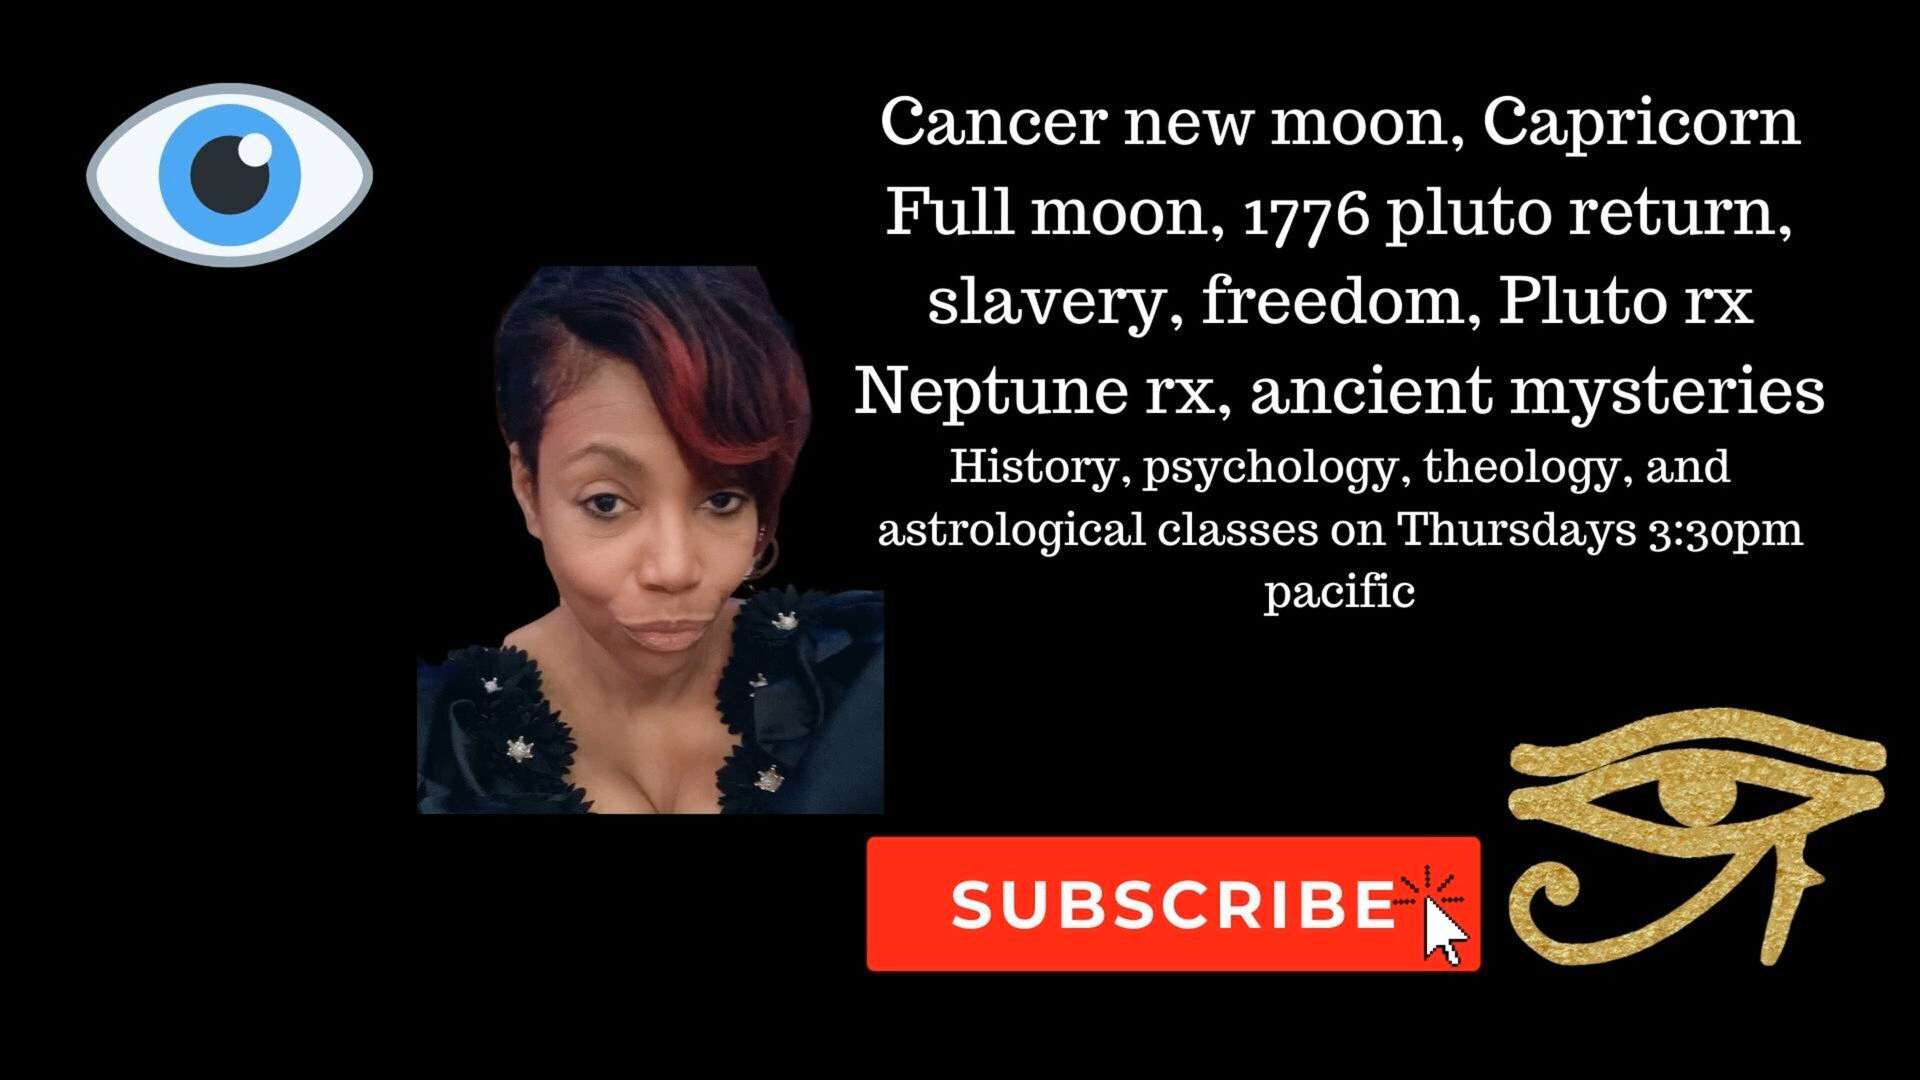 Cancer new moon, Capricorn
Full moon, 1776 pluto return,
slavery, freedom, Pluto rx
Neptune rx, ancient mysteries
History, psychology, theology, and
astrological classes on Thursdays 3:30pm
pacific
SUBSCRIBE